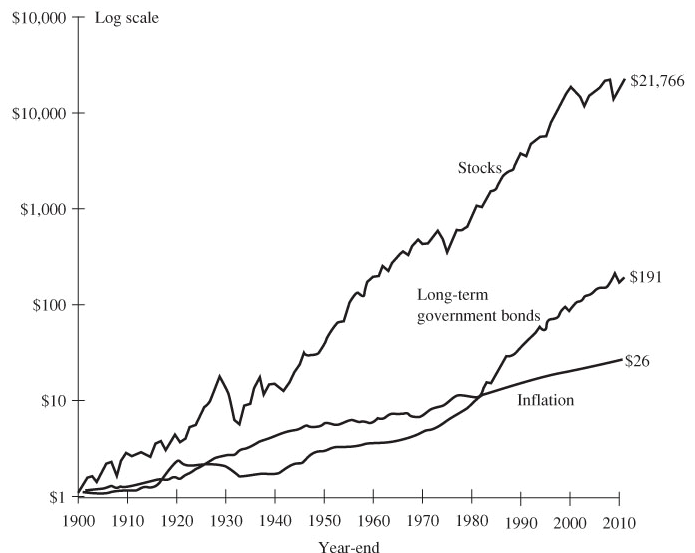 $10,000
Log scale
$21,766
$10,000
Stocks
$1,000
$191
Long-term
government bonds
$100
$26
$10
Inflation
$1
1900 1910 1920 1930 1940 1950 1960 1970 1980 1990 2000 2010
Year-end